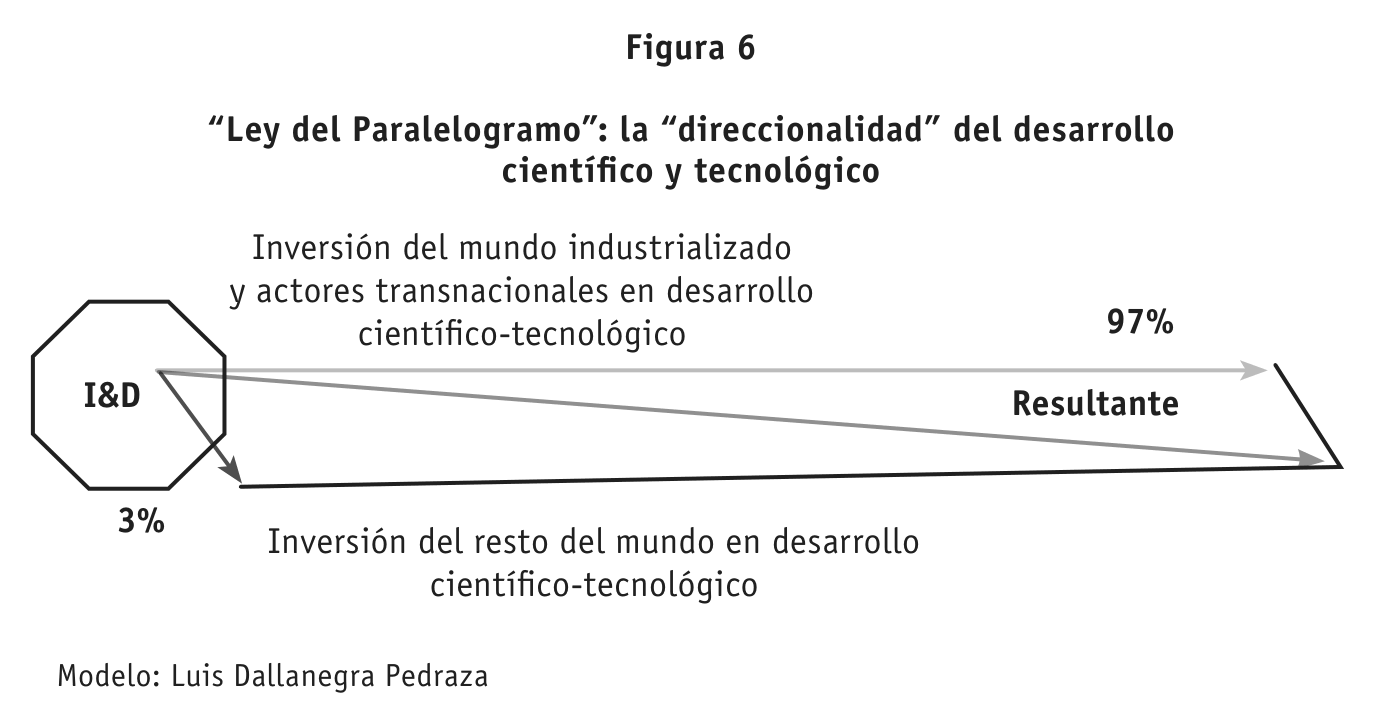 Figura 6
“Ley del Paralelogramo”: la “direccionalidad” del desarrollo
científico y tecnológico
Inversión del mundo industrializado
y actores transnacionales en desarrollo
científico-tecnológico
97%
I&D
Resultante
3%
Inversión del resto del mundo en desarrollo
científico-tecnológico
Modelo: Luis Dallanegra Pedraza